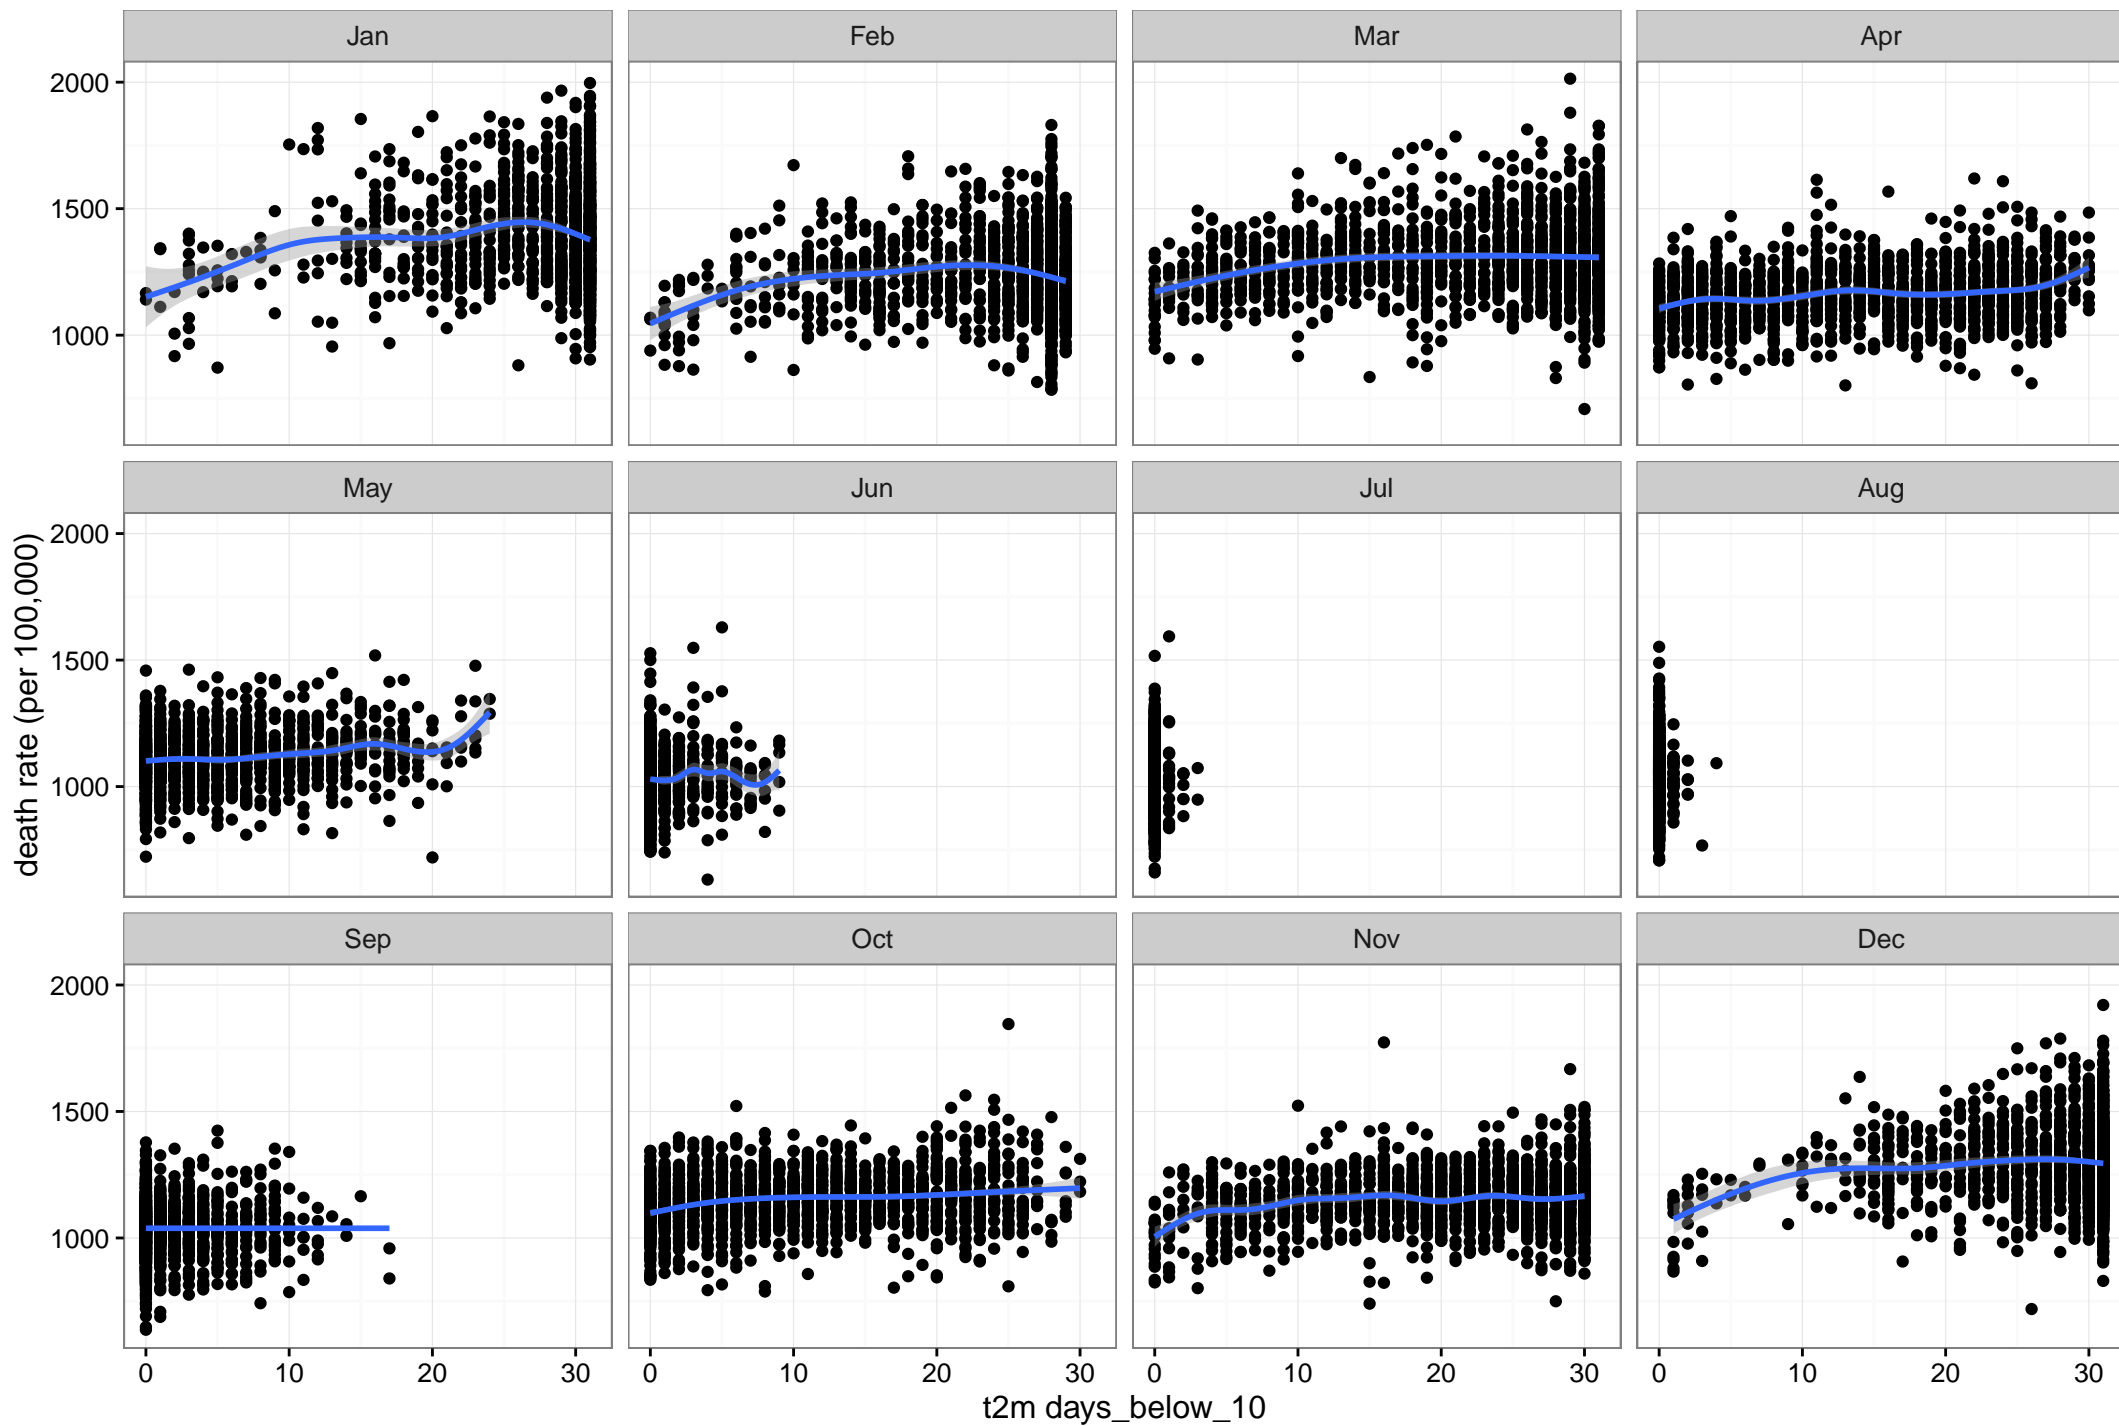 Jan Feb Mar Apr
2000
1500
1000
May Jun Jul Aug
2000
1500
1000
death rate (per 100,000)
Sep Oct Nov Dec
2000
1500
1000
0 10 20 30 0 10 20 30 0 10 20 30 0 10 20 30
t2m days_below_10